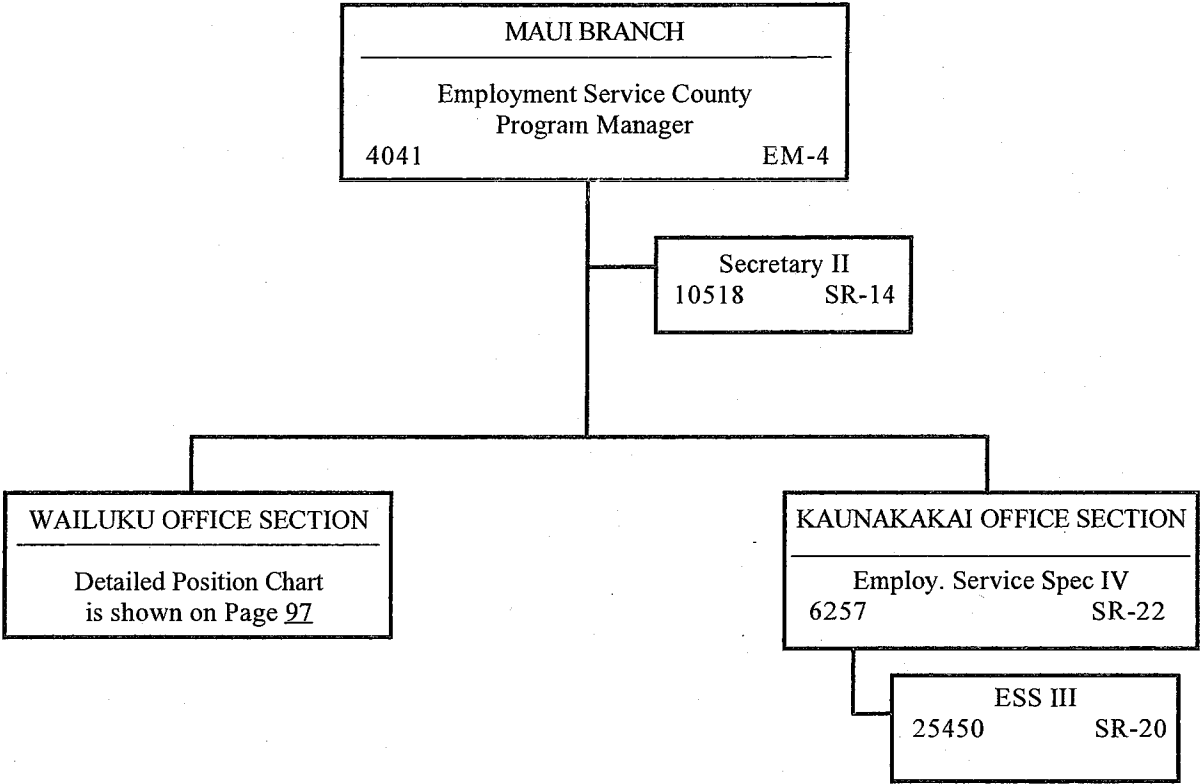 MAUI BRANCH
Employment Service County
Program Manager
4041 EM-4
Secretary II
10518 SR-14
WAILUKU OFFICE SECTION
Detailed Position Chart
is shown on Page 97
KAUNAKAKAI OFFICE SECTION
Employ. Service Spec IV
6257 SR-22
ESS III
25450 SR-20